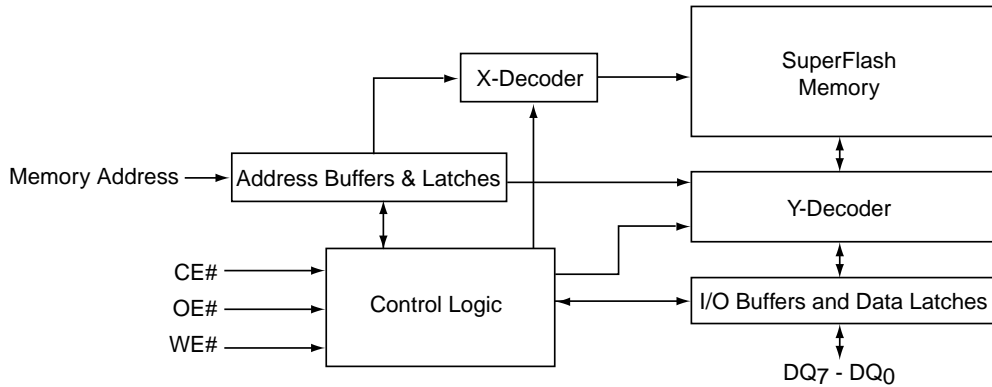 SuperFlash
Memory
X-Decoder
Memory Address
Address Buffers & Latches
Y-Decoder
CE#
OE#
WE#
Control Logic
I/O Buffers and Data Latches
DQ7 - DQ0